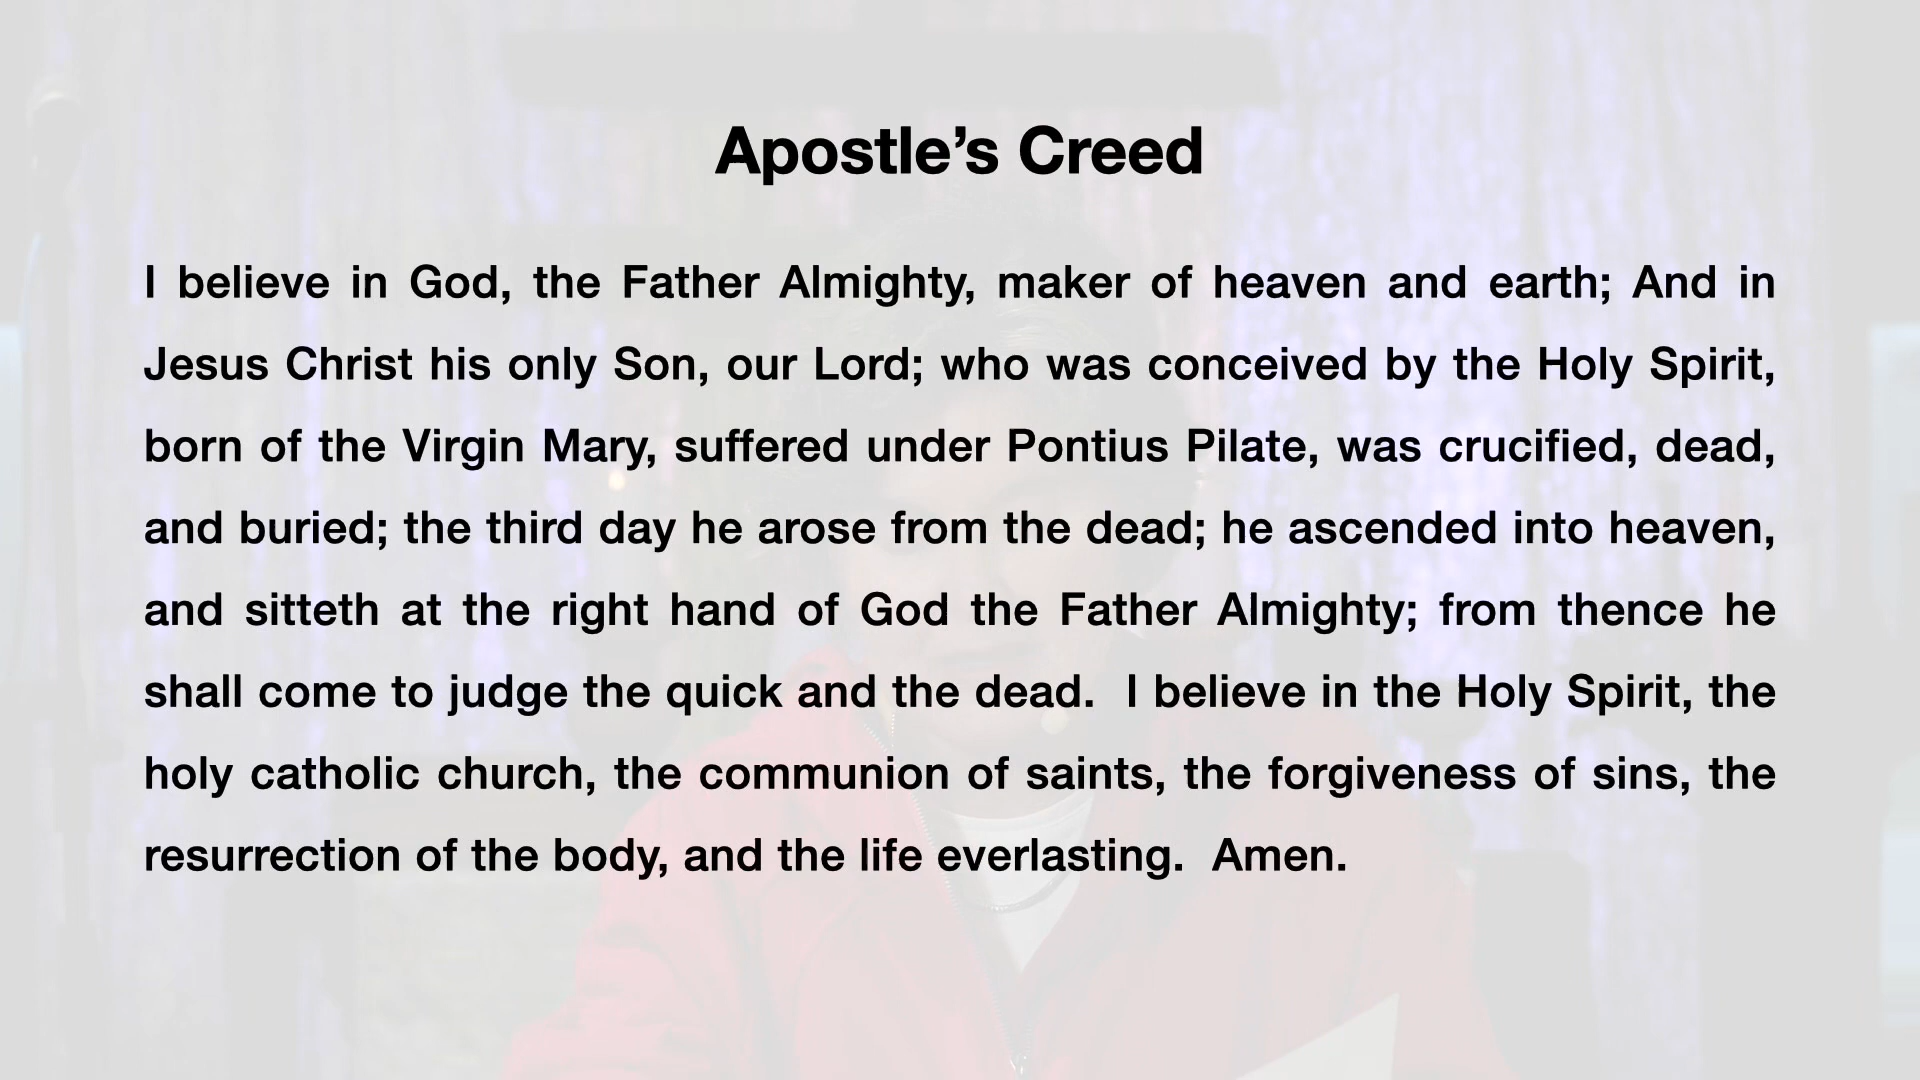 Apostle’s Creed
I believe in God, the Father Almighty, maker of heaven and earth; And in
Jesus Christ his only Son, our Lord; who was conceived by the Holy Spirit,
born of the Virgin Mary, suffered under Pontius Pilate, was crucified, dead,
and buried; the third day he arose from the dead; he ascended into heaven,
and sitteth at the right hand of God the Father Almighty; from thence he
shall come to judge the quick and the dead.  I believe in the Holy Spirit, the
holy catholic church, the communion of saints, the forgiveness of sins, the
resurrection of the body, and the life everlasting.  Amen.